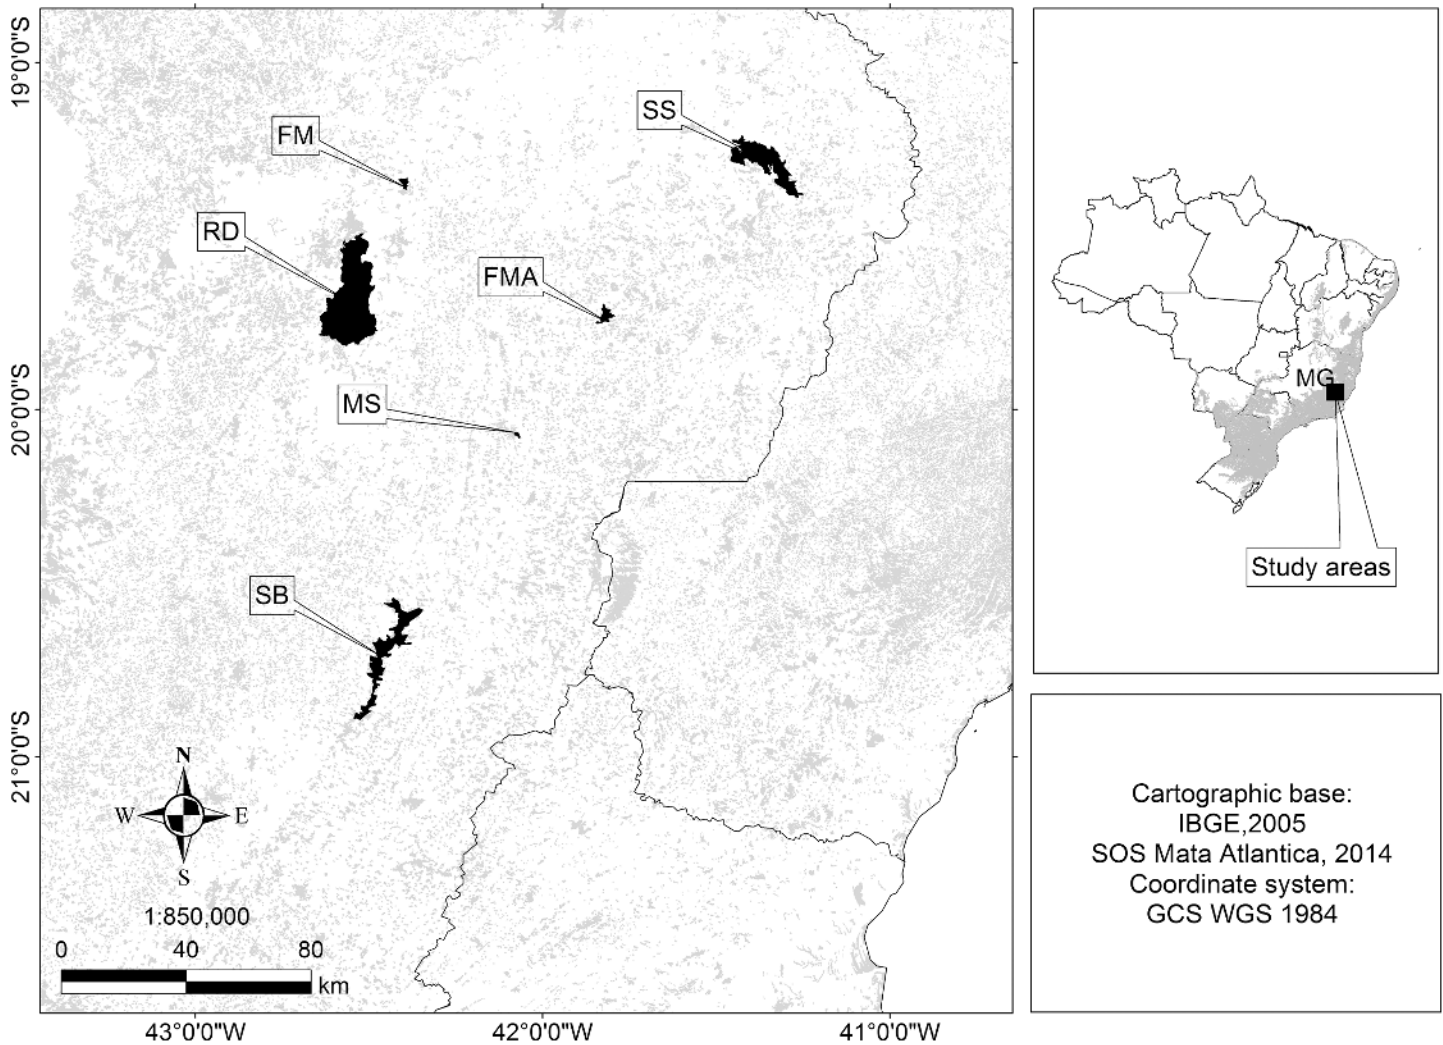 19°0'0"S
20°0'0"S
21°0'0"S
FM
SS
RD
FMA
MS
SB
N
W
E
S
1:850,000
0
40
80
km
43°0'0"W
42°0'0"W
41°0'0"W
MG
Study areas
Cartographic base:
IBGE,2005
SOS Mata Atlantica, 2014
Coordinate system:
GCS WGS 1984